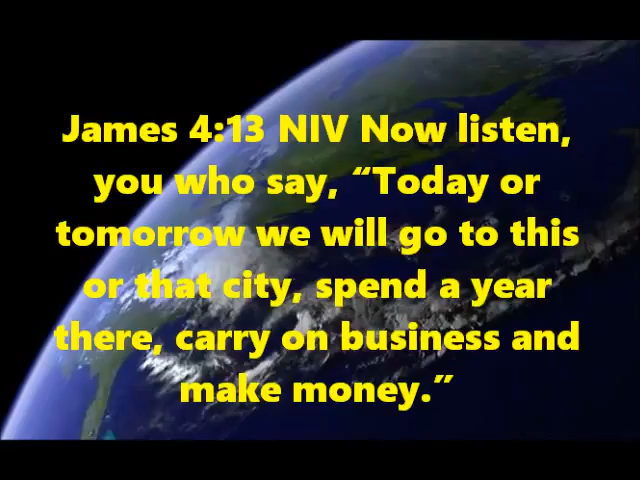 James 4:13 NIV Now listen,
you who say, “Today or
tomorrow we will go to this
or that city, spend a year
there, carry on business and
make money.”